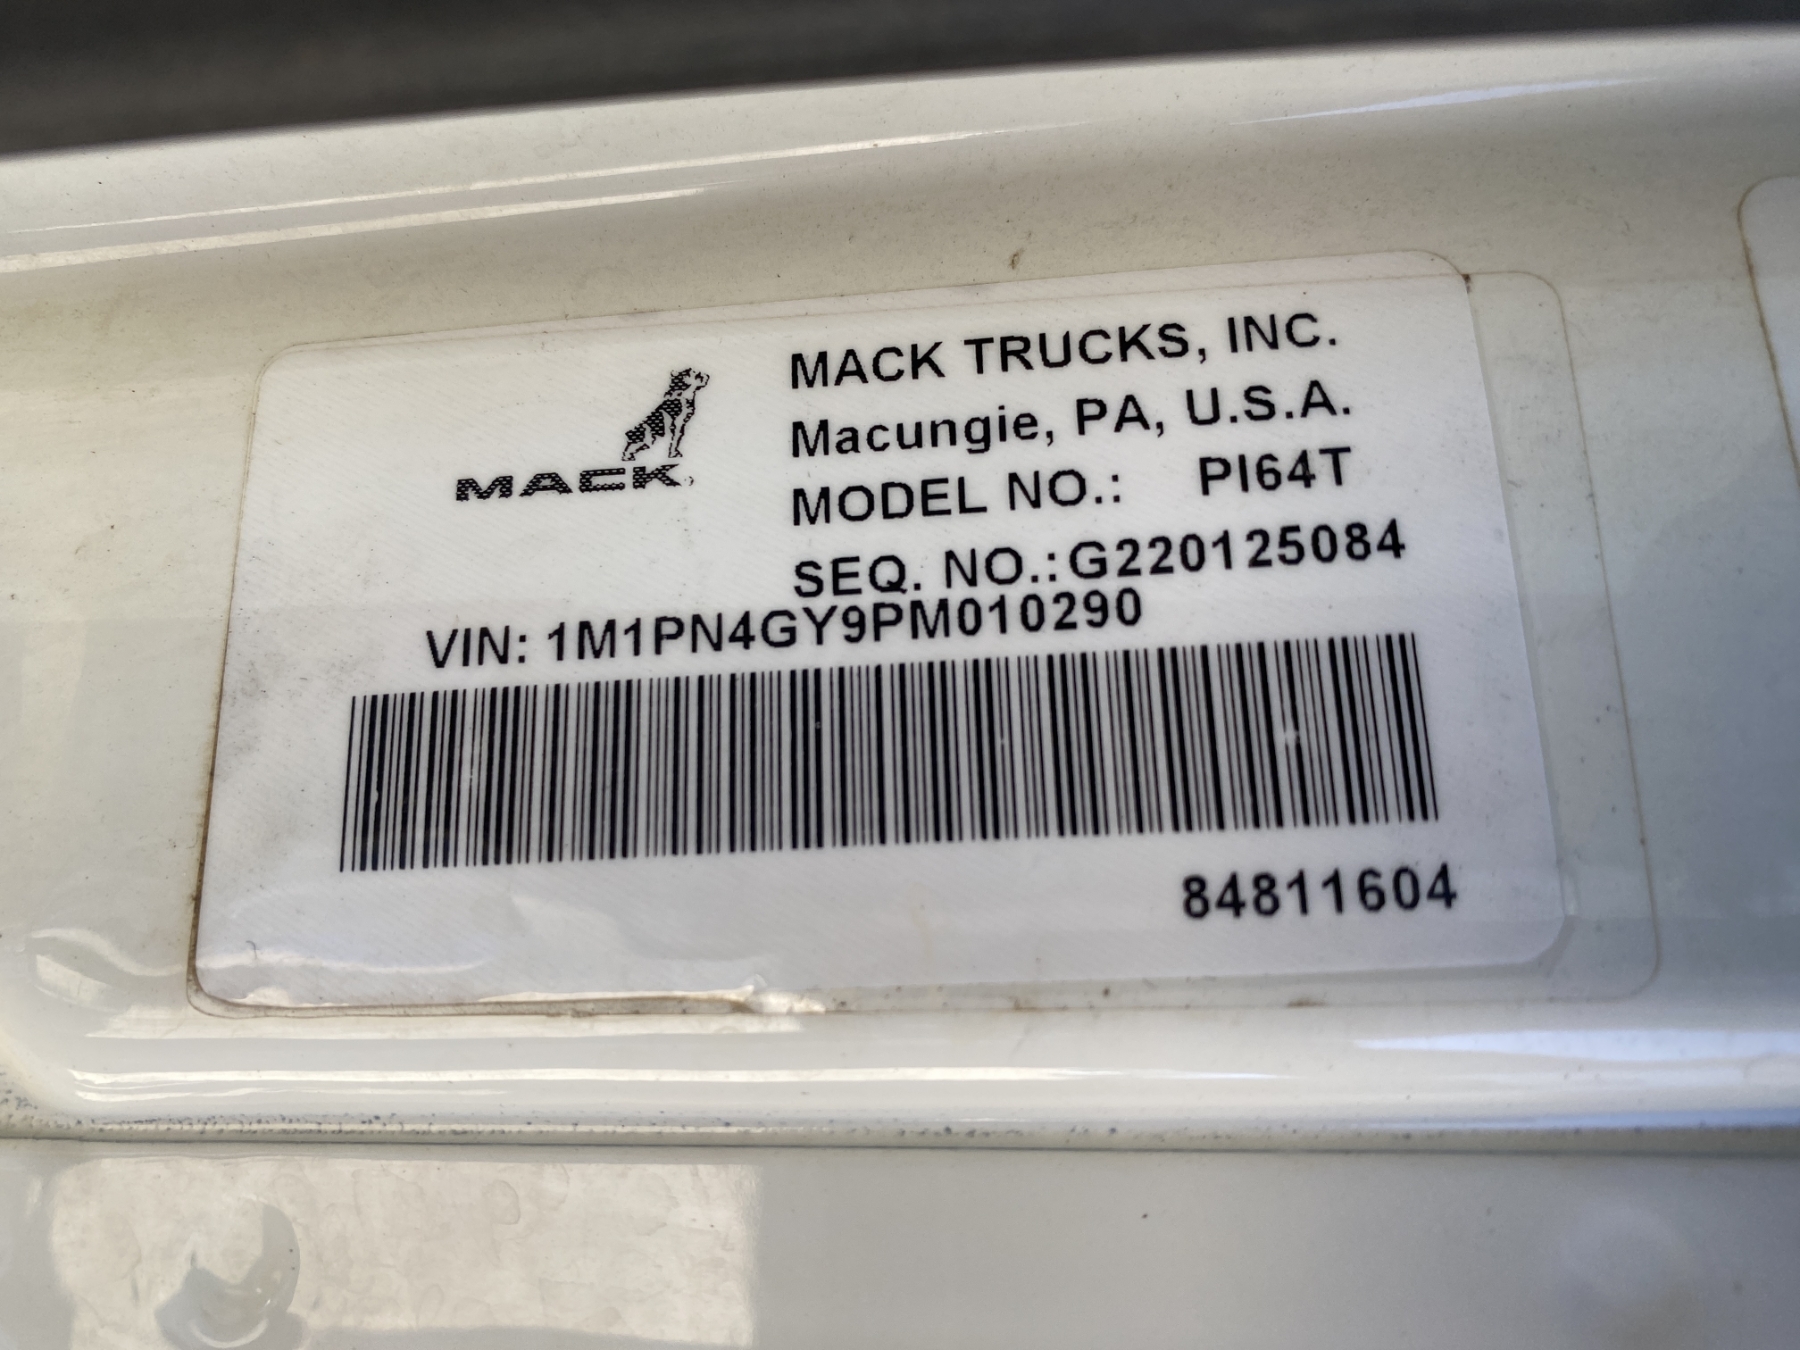 MACK
MACK TRUCKS, INC.
Macungie, PA, U.S.A.
MODEL NO.: PI64T
SEQ. NO.:G220125084
VIN: 1M1PN4GY9PM010290
84811604